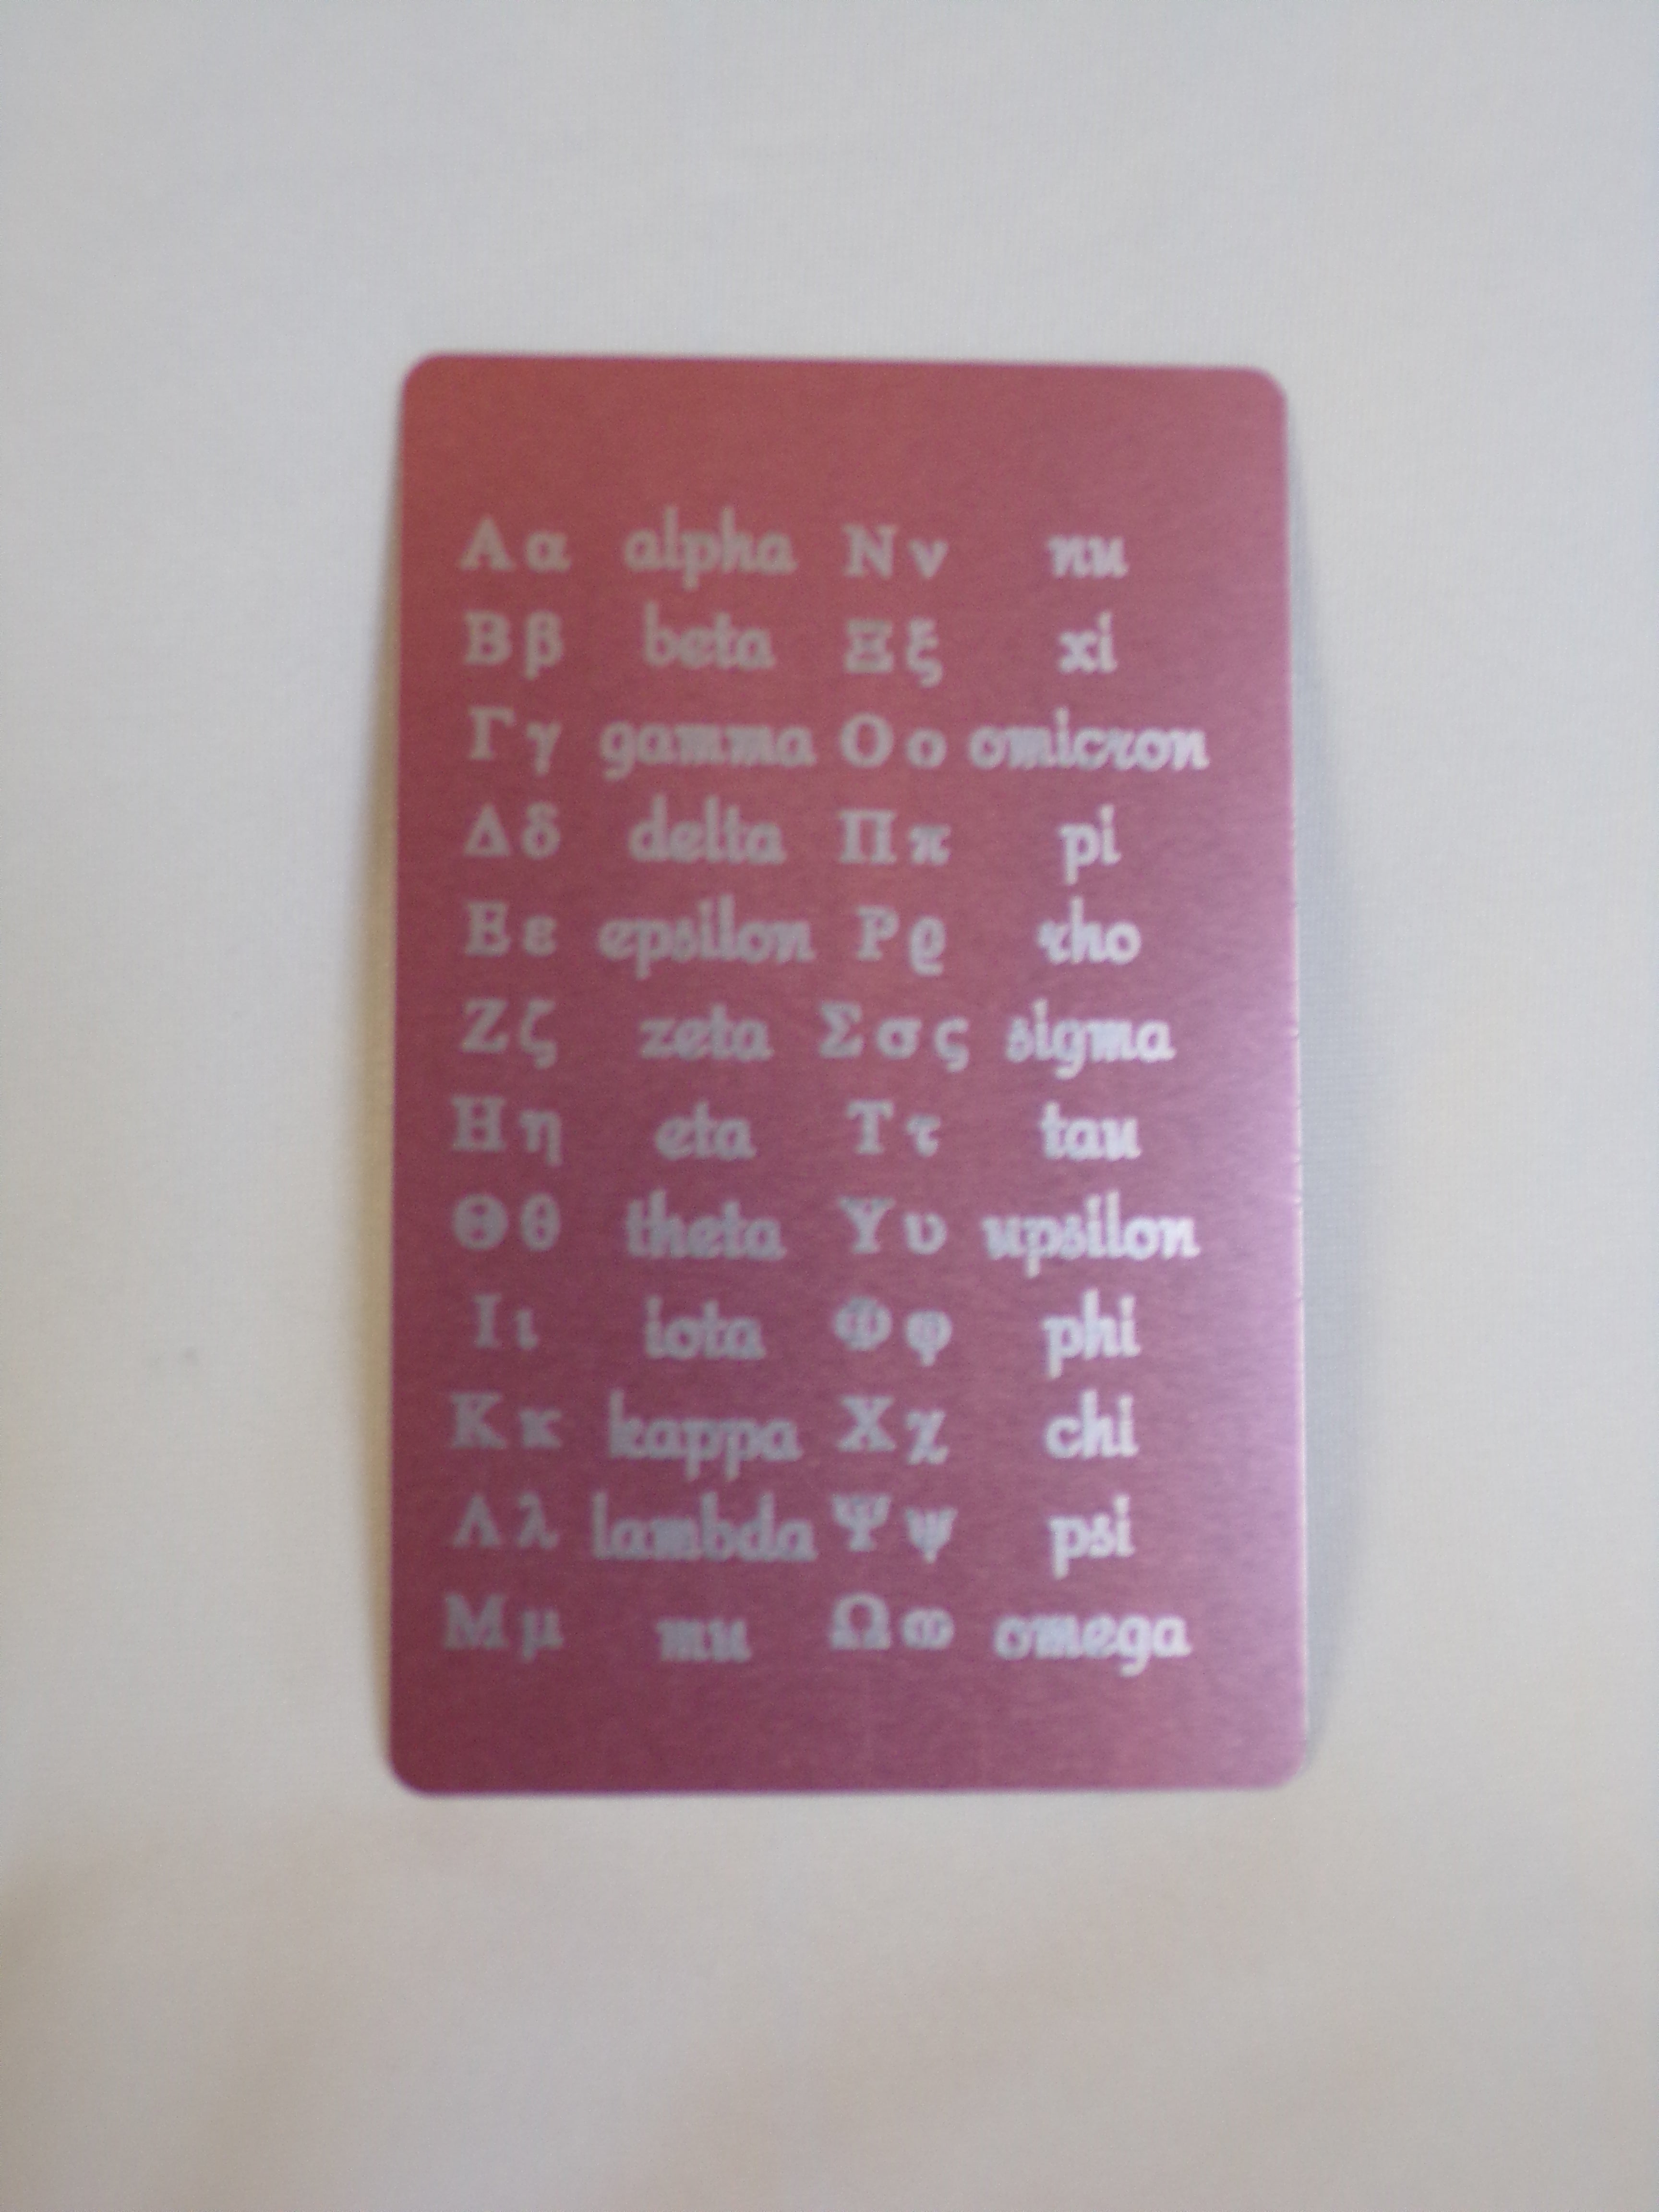 Α α alpha Ν ν nu
Β β beta Ξ ξ xi
Γ γ gamma Ο ο omicron
Δ δ delta Π π pi
Ε ε epsilon Ρ ϱ rho
Ζ ζ zeta Σ σ ς sigma
Η η eta Τ τ tau
Θ θ theta Υ υ upsilon
Ι ι iota Φ φ phi
Κ κ kappa Χ χ chi
Λ λ lambda Ψ ψ psi
Μ μ mu Ω ω omega